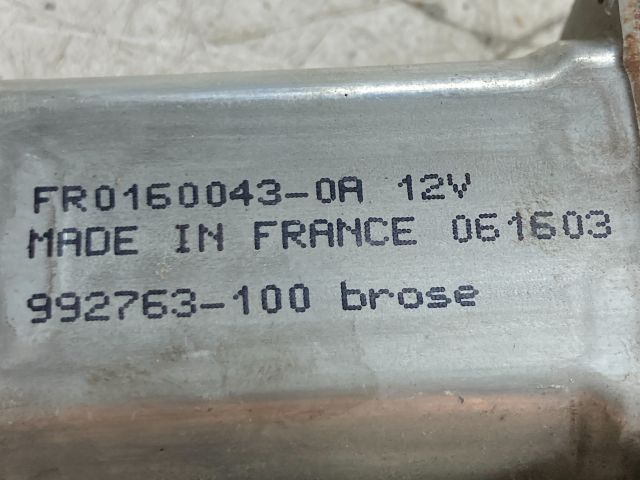 FR0160043-0A 12V
MADE IN FRANCE 061603
992763-100 brose